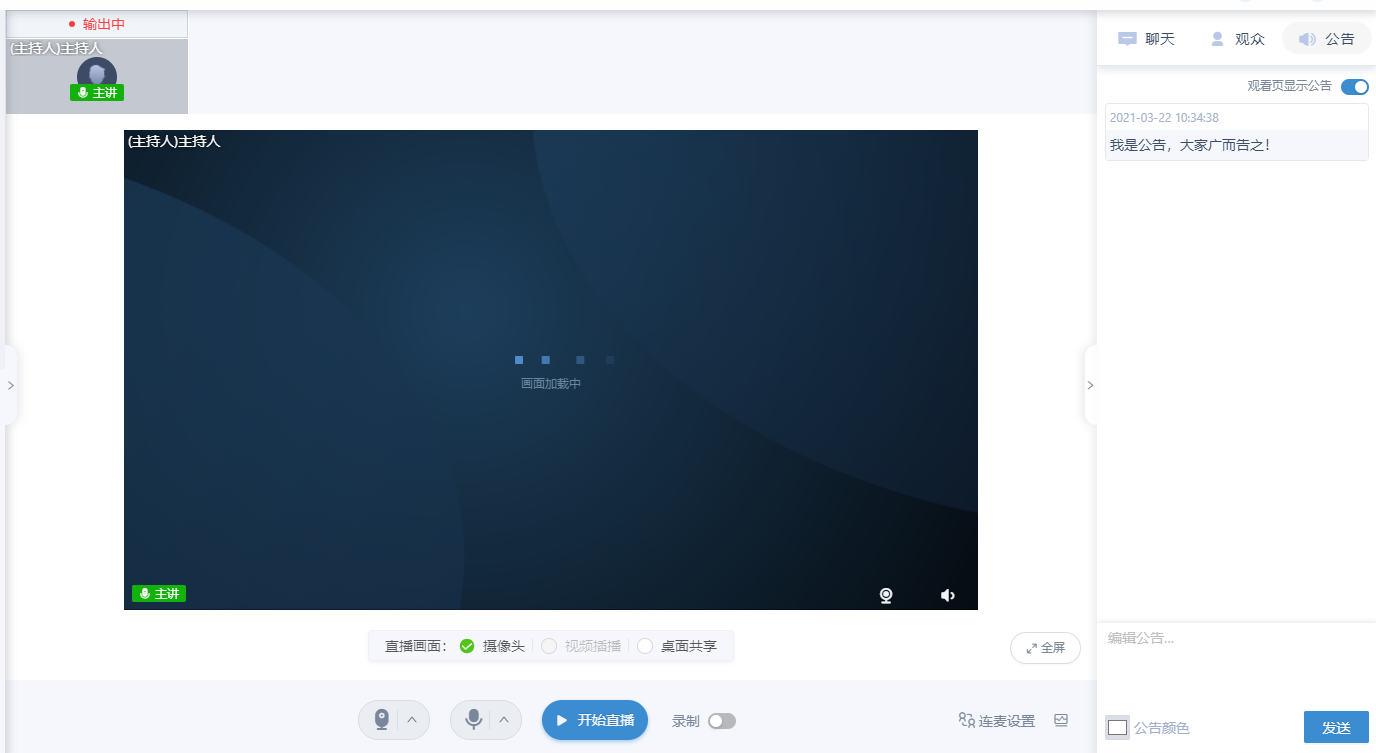 输出中
(主持人)主持人
主讲
(主持人)主持人
画面加载中
主讲
直播画面： 摄像头 视频插播 桌面共享
全屏
开始直播 录制 连麦设置
聊天 观众 公告
观看页显示公告
2021-03-22 10:34:38
我是公告，大家广而告之！
编辑公告...
公告颜色 发送